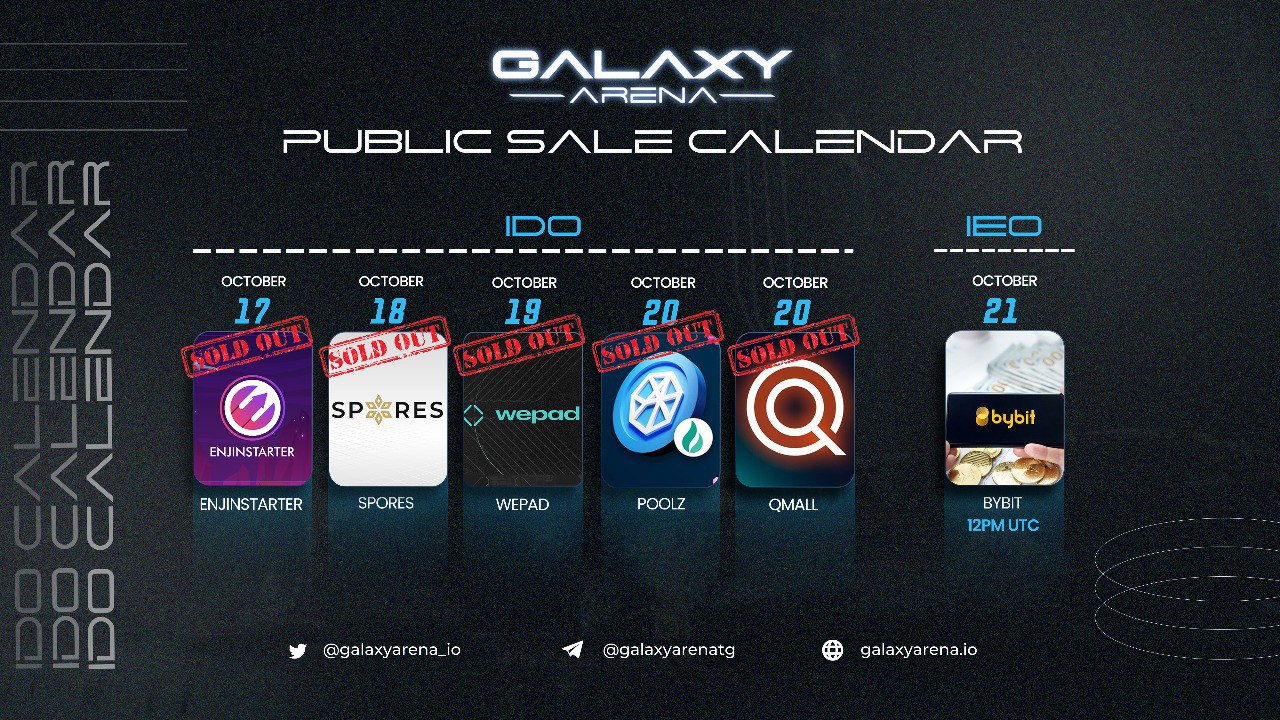 GALAXY
ARENA
PUBLIC SALE CALENDAR
IDO CALENDAR
IDO CALENDAR
IDO CALENDAR
IDO
IEO
OCTOBER
17
SOLD OUT
ENJINSTARTER
ENJINSTARTER
OCTOBER
18
SOLD OUT
SPORES
SPORES
OCTOBER
19
SOLD OUT
wepad
WEPAD
OCTOBER
20
SOLD OUT
POOLZ
OCTOBER
20
SOLD OUT
QMALL
OCTOBER
21
bybit
BYBIT
12PM UTC
@galaxyarena_io
@galaxyarenatg
galaxyarena.io